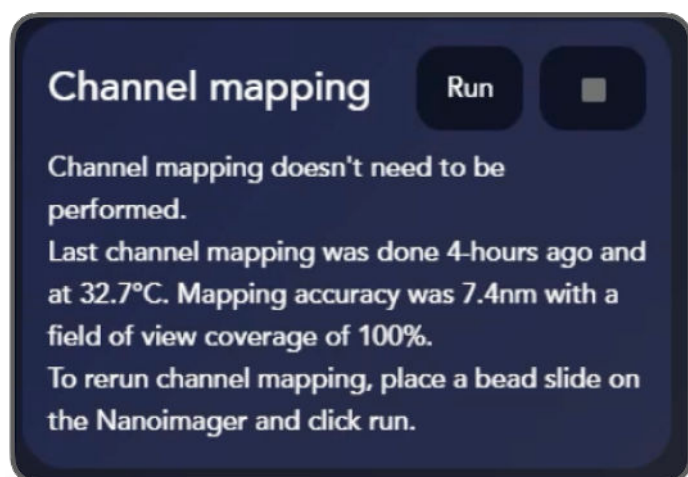 Channel mapping
Run
Channel mapping doesn't need to be
performed.
Last channel mapping was done 4-hours ago and
at 32.7°C. Mapping accuracy was 7.4nm with a
field of view coverage of 100%.
To rerun channel mapping, place a bead slide on
the Nanoimager and click run.